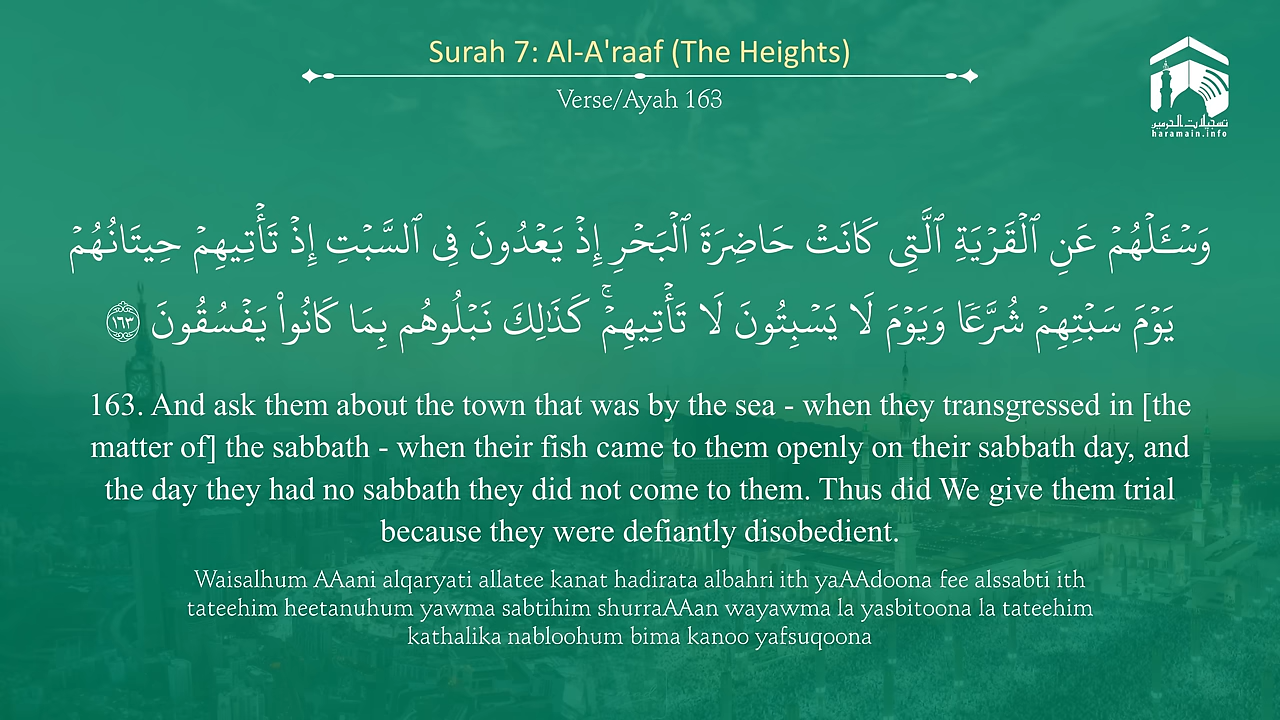 Surah 7: Al-A'raaf (The Heights)
Verse/Ayah 163
تسجيلات الحرمين
haramain.info
وَسْـَٔلْهُمْ عَنِ ٱلْقَرْيَةِ ٱلَّتِى كَانَتْ حَاضِرَةَ ٱلْبَحْرِ إِذْ يَعْدُونَ فِى ٱلسَّبْتِ إِذْ تَأْتِيهِمْ حِيتَانُهُمْ
يَوْمَ سَبْتِهِمْ شُرَّعًا وَيَوْمَ لَا يَسْبِتُونَ لَا تَأْتِيهِمْ ۚ كَذَٰلِكَ نَبْلُوهُم بِمَا كَانُوا۟ يَفْسُقُونَ ١٦٣
163. And ask them about the town that was by the sea - when they transgressed in [the
matter of] the sabbath - when their fish came to them openly on their sabbath day, and
the day they had no sabbath they did not come to them. Thus did We give them trial
because they were defiantly disobedient.
Waisalhum AAani alqaryati allatee kanat hadirata albahri ith yaAAdoona fee alssabti ith
tateehim heetanuhum yawma sabtihim shurraAAan wayawma la yasbitoona la tateehim
kathalika nabloohum bima kanoo yafsuqoona